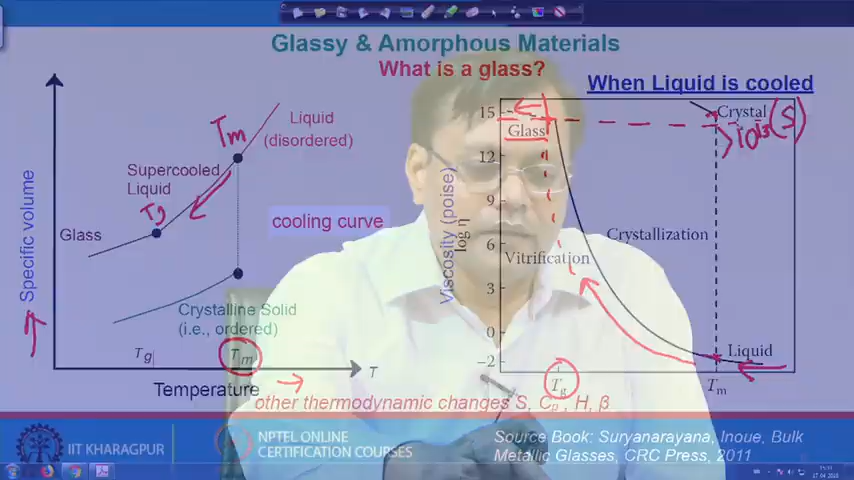 Glassy & Amorphous Materials
What is a glass?
When Liquid is cooled
Tm
Liquid
(disordered)
Supercooled
Liquid
Tg
Glass
cooling curve
Specific volume
Crystalline Solid
(i.e., ordered)
Tg
Tm
T
Temperature
15
12
9
6
3
0
−2
Viscosity (poise)
log η
Glass
Crystal
Crystallization
Vitrification
Liquid
Tg
Tm
other thermodynamic changes S, Cp, H, β
IIT KHARAGPUR
NPTEL ONLINE
CERTIFICATION COURSES
Source Book: Suryanarayana, Inoue, Bulk
Metallic Glasses, CRC Press, 2011